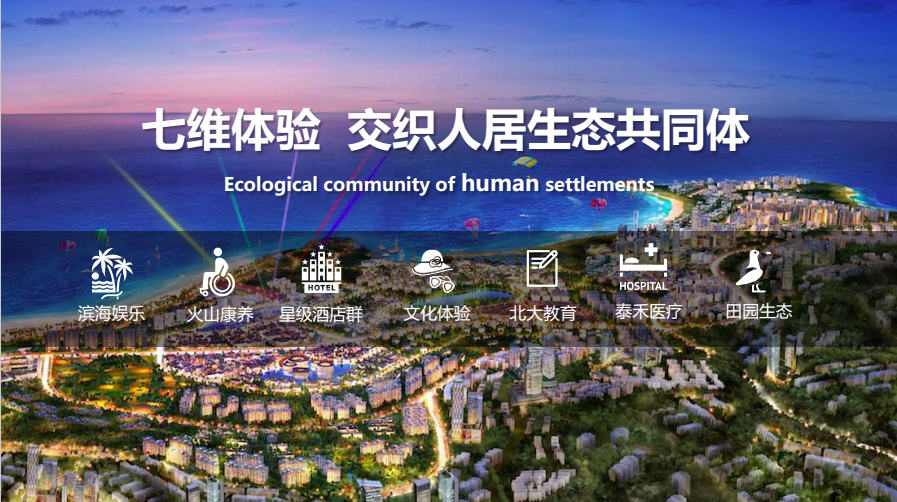 七维体验 交织人居生态共同体
Ecological community of human settlements
HOTEL
HOSPITAL
滨海娱乐 火山康养 星级酒店群 文化体验 北大教育 泰禾医疗 田园生态